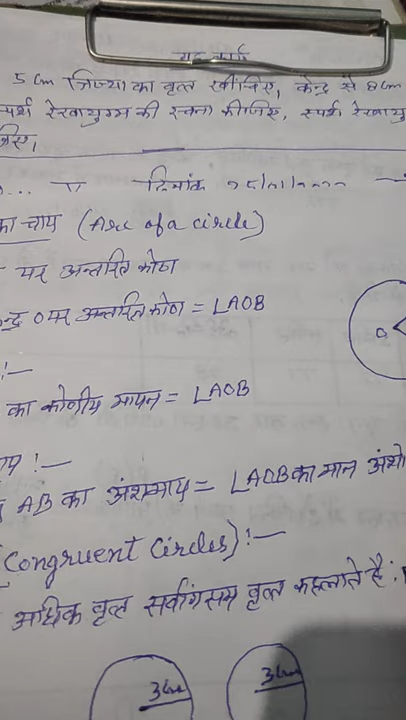 गृह कार्य
5 cm त्रिज्या का वृत्त खींचिए, केन्द्र से 8 cm
स्पर्श रेखायुग्म की रचना कीजिए, स्पर्श रेखायु
जिए।
दिनांक
का चाप (Arc of a circle)
पर अन्तरित कोण
केन्द्र O पर अन्तरित कोण = ∠AOB
O
:—
का कोणीय मापन = ∠AOB
:—
AB का अंशमाप = ∠AOB का मान अंशो
(Congruent Circles) :—
अधिक वृत्त सर्वांगसम वृत्त कहलाते है:
3cm 3cm